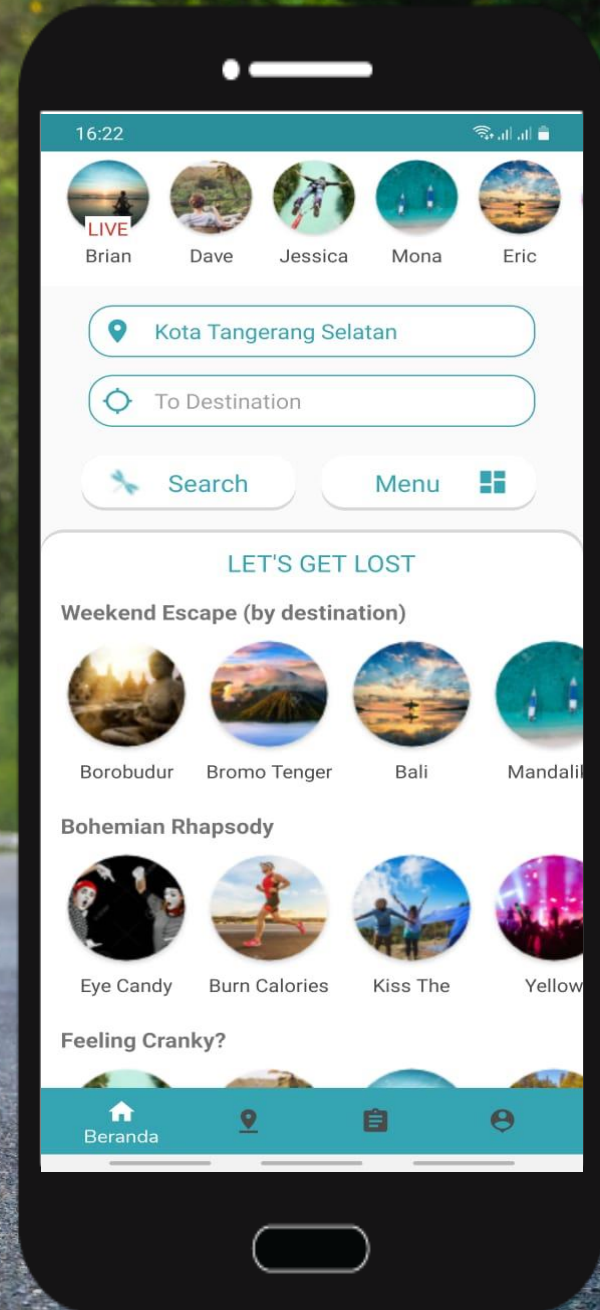 16:22
LIVE
Brian Dave Jessica Mona Eric
Kota Tangerang Selatan
To Destination
Search Menu
LET'S GET LOST
Weekend Escape (by destination)
Borobudur Bromo Tenger Bali Mandali
Bohemian Rhapsody
Eye Candy Burn Calories Kiss The Yellow
Feeling Cranky?
Beranda